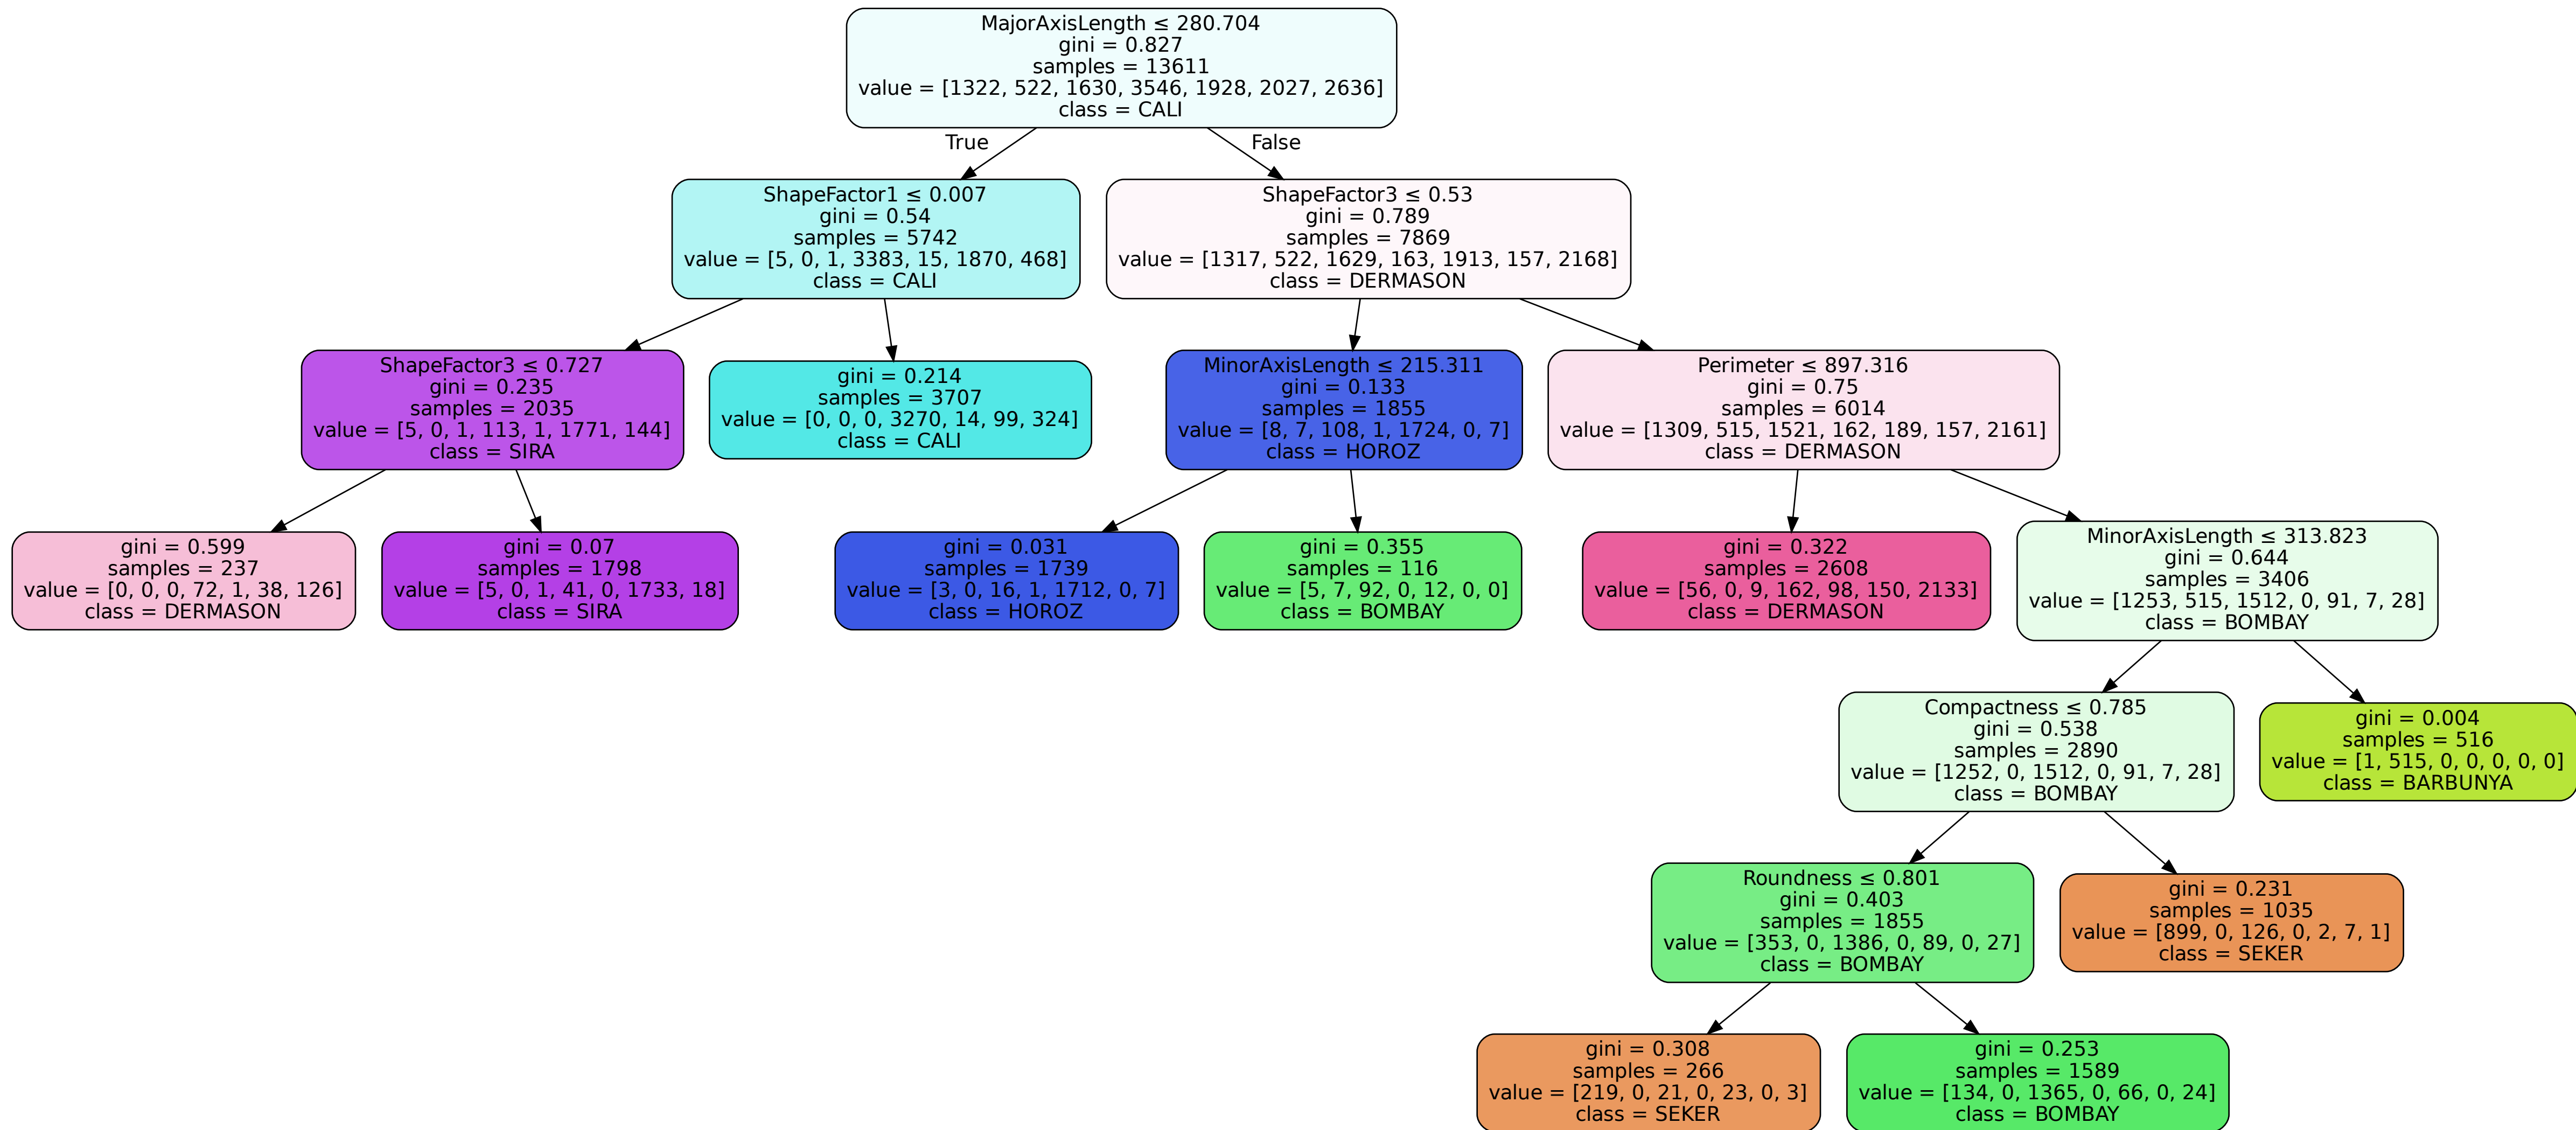 MajorAxisLength ≤ 280.704
gini = 0.827
samples = 13611
value = [1322, 522, 1630, 3546, 1928, 2027, 2636]
class = CALI
True
False
ShapeFactor1 ≤ 0.007
gini = 0.54
samples = 5742
value = [5, 0, 1, 3383, 15, 1870, 468]
class = CALI
ShapeFactor3 ≤ 0.53
gini = 0.789
samples = 7869
value = [1317, 522, 1629, 163, 1913, 157, 2168]
class = DERMASON
ShapeFactor3 ≤ 0.727
gini = 0.235
samples = 2035
value = [5, 0, 1, 113, 1, 1771, 144]
class = SIRA
gini = 0.214
samples = 3707
value = [0, 0, 0, 3270, 14, 99, 324]
class = CALI
MinorAxisLength ≤ 215.311
gini = 0.133
samples = 1855
value = [8, 7, 108, 1, 1724, 0, 7]
class = HOROZ
Perimeter ≤ 897.316
gini = 0.75
samples = 6014
value = [1309, 515, 1521, 162, 189, 157, 2161]
class = DERMASON
gini = 0.599
samples = 237
value = [0, 0, 0, 72, 1, 38, 126]
class = DERMASON
gini = 0.07
samples = 1798
value = [5, 0, 1, 41, 0, 1733, 18]
class = SIRA
gini = 0.031
samples = 1739
value = [3, 0, 16, 1, 1712, 0, 7]
class = HOROZ
gini = 0.355
samples = 116
value = [5, 7, 92, 0, 12, 0, 0]
class = BOMBAY
gini = 0.322
samples = 2608
value = [56, 0, 9, 162, 98, 150, 2133]
class = DERMASON
MinorAxisLength ≤ 313.823
gini = 0.644
samples = 3406
value = [1253, 515, 1512, 0, 91, 7, 28]
class = BOMBAY
Compactness ≤ 0.785
gini = 0.538
samples = 2890
value = [1252, 0, 1512, 0, 91, 7, 28]
class = BOMBAY
gini = 0.004
samples = 516
value = [1, 515, 0, 0, 0, 0, 0]
class = BARBUNYA
Roundness ≤ 0.801
gini = 0.403
samples = 1855
value = [353, 0, 1386, 0, 89, 0, 27]
class = BOMBAY
gini = 0.231
samples = 1035
value = [899, 0, 126, 0, 2, 7, 1]
class = SEKER
gini = 0.308
samples = 266
value = [219, 0, 21, 0, 23, 0, 3]
class = SEKER
gini = 0.253
samples = 1589
value = [134, 0, 1365, 0, 66, 0, 24]
class = BOMBAY